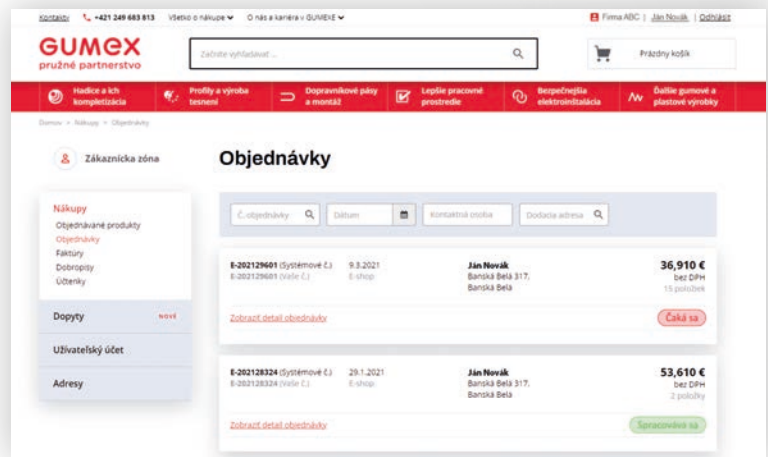 Kontakty +421 249 683 813 Všetko o nákupe O nás a kariéra v GUMEXE Firma ABC | Ján Novák | Odhlásiť
GUMEX
pružné partnerstvo
Začnite vyhľadávať ...
Prázdny košík
Hadice a ich kompletizácia
Profily a výroba tesnení
Dopravníkové pásy a montáž
Lepšie pracovné prostredie
Bezpečnejšia elektroinštalácia
Ďalšie gumové a plastové výrobky
Domov > Nákupy > Objednávky
Zákaznícka zóna
Objednávky
Nákupy
Objednávané produkty
Objednávky
Faktúry
Dobropisy
Účtenky
Dopyty NOVÉ
Užívateľský účet
Adresy
Č. objednávky Dátum Kontaktná osoba Dodacia adresa
E-202129601 (Systémové č.) 9.3.2021 Ján Novák 36,910 €
E-202129601 (Vaše č.) E-shop Banská Belá 317, bez DPH
Banská Belá 15 položiek
Zobraziť detail objednávky Čaká sa
E-202128324 (Systémové č.) 29.1.2021 Ján Novák 53,610 €
E-202128324 (Vaše č.) E-shop Banská Belá 317, bez DPH
Banská Belá 2 položky
Zobraziť detail objednávky Spracováva sa